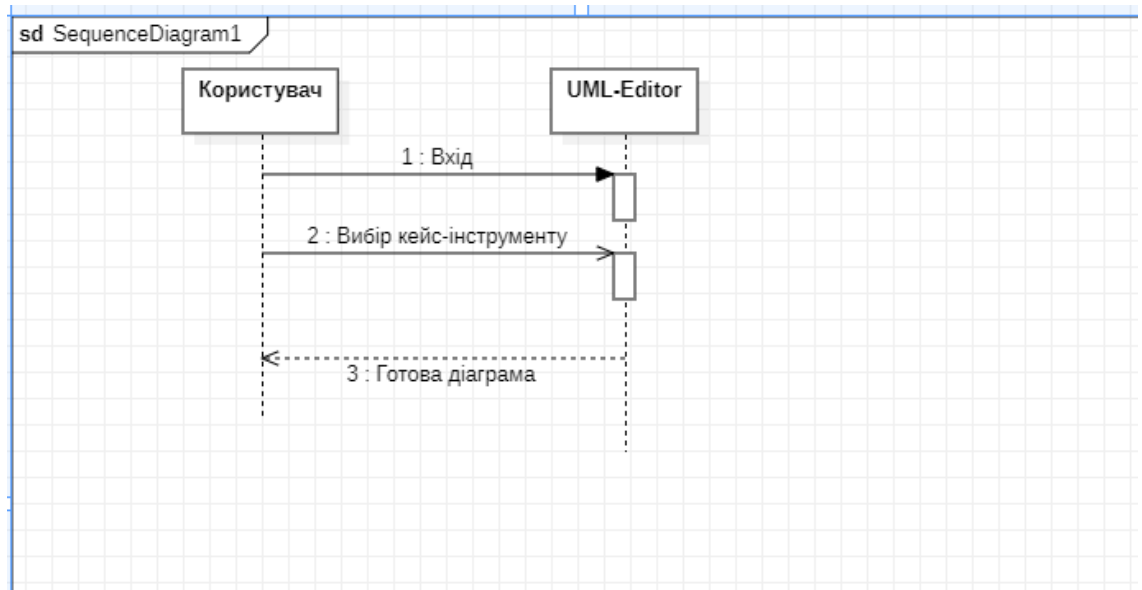 sd SequenceDiagram1
Користувач
UML-Editor
1 : Вхід
2 : Вибір кейс-інструменту
3 : Готова діаграма